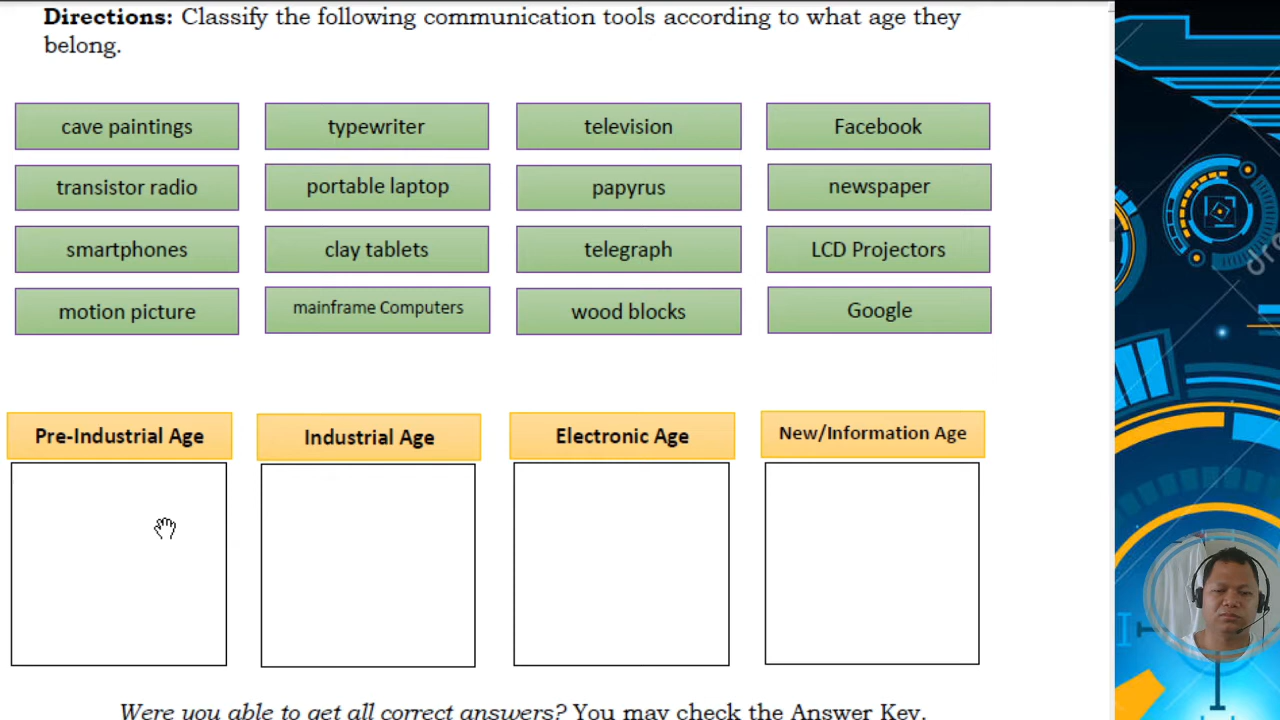 Directions: Classify the following communication tools according to what age they
belong.
cave paintings typewriter television Facebook
transistor radio portable laptop papyrus newspaper
smartphones clay tablets telegraph LCD Projectors
motion picture mainframe Computers wood blocks Google
Pre-Industrial Age Industrial Age Electronic Age New/Information Age
Were you able to get all correct answers? You may check the Answer Key.